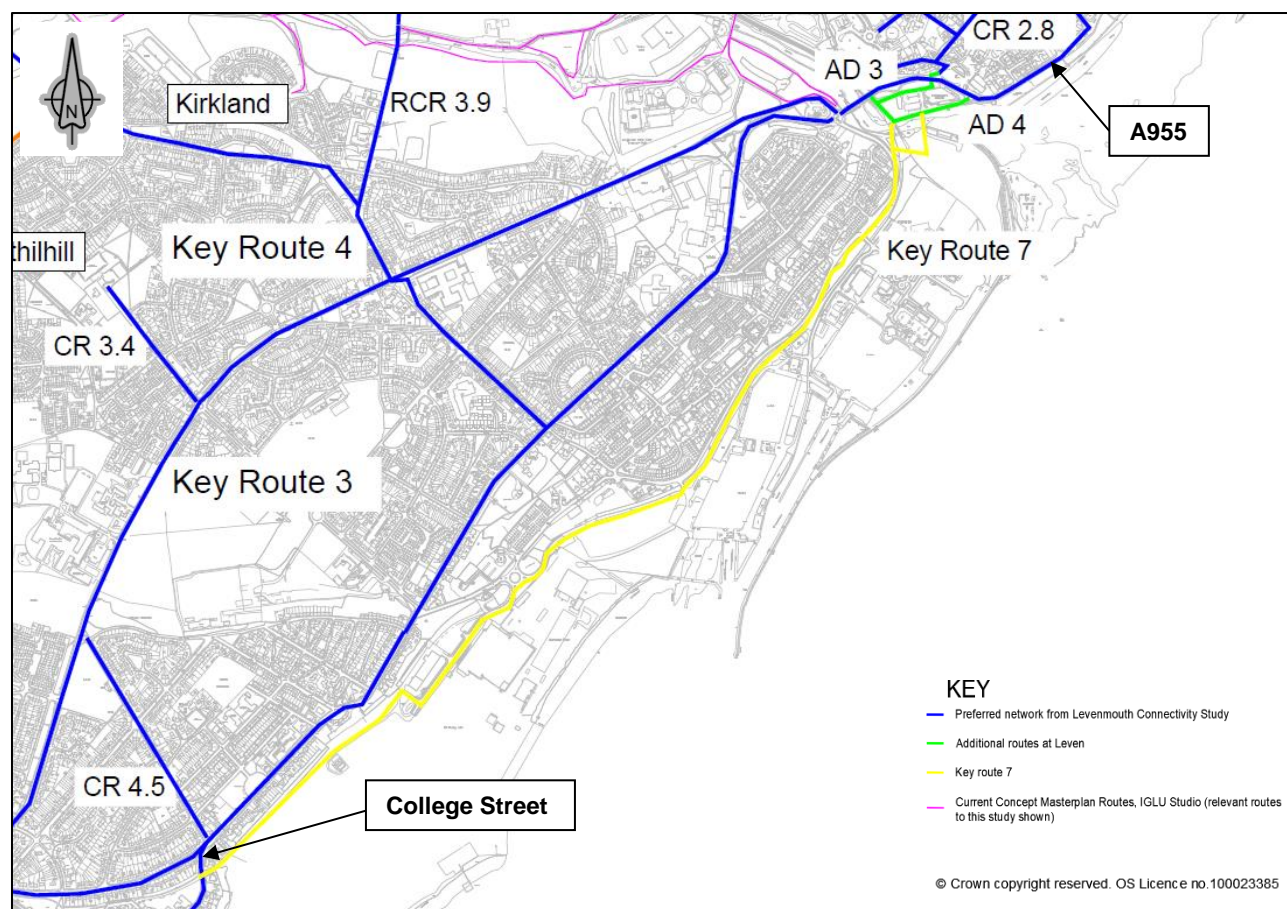 CR 2.8
AD 3
Kirkland
RCR 3.9
N
AD 4
A955
thilhill
Key Route 4
Key Route 7
CR 3.4
Key Route 3
KEY
Preferred network from Levenmouth Connectivity Study
Additional routes at Leven
Key route 7
Current Concept Masterplan Routes, IGLU Studio (relevant routes
to this study shown)
CR 4.5
College Street
© Crown copyright reserved. OS Licence no.100023385